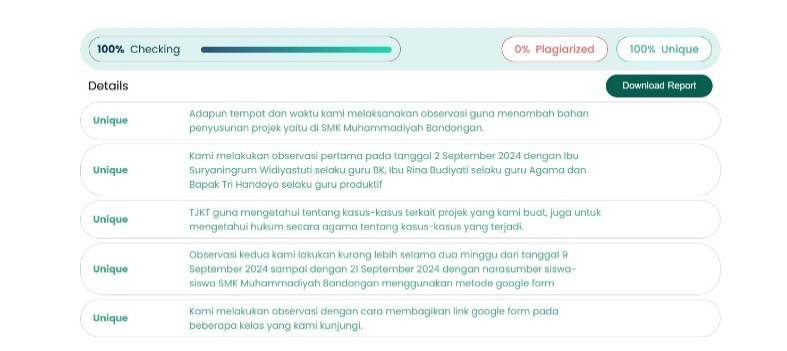 100% Checking
0% Plagiarized
100% Unique
Details
Download Report
Unique
Adapun tempat dan waktu kami melaksanakan observasi guna menambah bahan
penyusunan projek yaitu di SMK Muhammadiyah Bandongan.
Unique
Kami melakukan observasi pertama pada tanggal 2 September 2024 dengan Ibu
Suryaningrum Widiyastuti selaku guru BK, Ibu Rina Budiyati selaku guru Agama dan
Bapak Tri Handoyo selaku guru produktif
Unique
TJKT guna mengetahui tentang kasus-kasus terkait projek yang kami buat, juga untuk
mengetahui hukum secara agama tentang kasus-kasus yang terjadi.
Unique
Observasi kedua kami lakukan kurang lebih selama dua minggu dari tanggal 9
September 2024 sampai dengan 21 September 2024 dengan narasumber siswa-
siswa SMK Muhammadiyah Bandongan menggunakan metode google form
Unique
Kami melakukan observasi dengan cara membagikan link google form pada
beberapa kelas yang kami kunjungi.